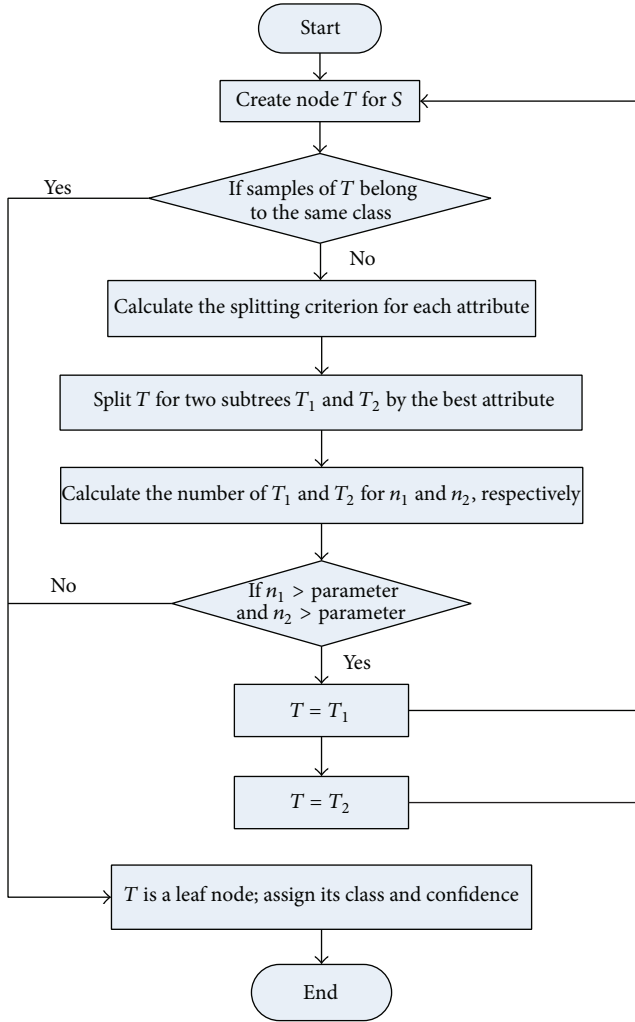 Start
Create node T for S
If samples of T belong
to the same class
Yes
No
Calculate the splitting criterion for each attribute
Split T for two subtrees T₁ and T₂ by the best attribute
Calculate the number of T₁ and T₂ for n₁ and n₂, respectively
If n₁ > parameter
and n₂ > parameter
No
Yes
T = T₁
T = T₂
T is a leaf node; assign its class and confidence
End